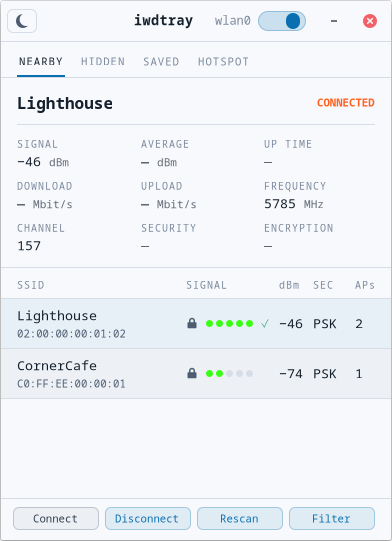 iwdtray wlan0 –
NEARBY HIDDEN SAVED HOTSPOT
Lighthouse CONNECTED
SIGNAL AVERAGE UP TIME
−46 dBm — dBm —
DOWNLOAD UPLOAD FREQUENCY
— Mbit/s — Mbit/s 5785 MHz
CHANNEL SECURITY ENCRYPTION
157 — —
SSID SIGNAL dBm SEC APs
Lighthouse
02:00:00:00:01:02
✓ −46 PSK 2
CornerCafe
C0:FF:EE:00:00:01
−74 PSK 1
Connect Disconnect Rescan Filter